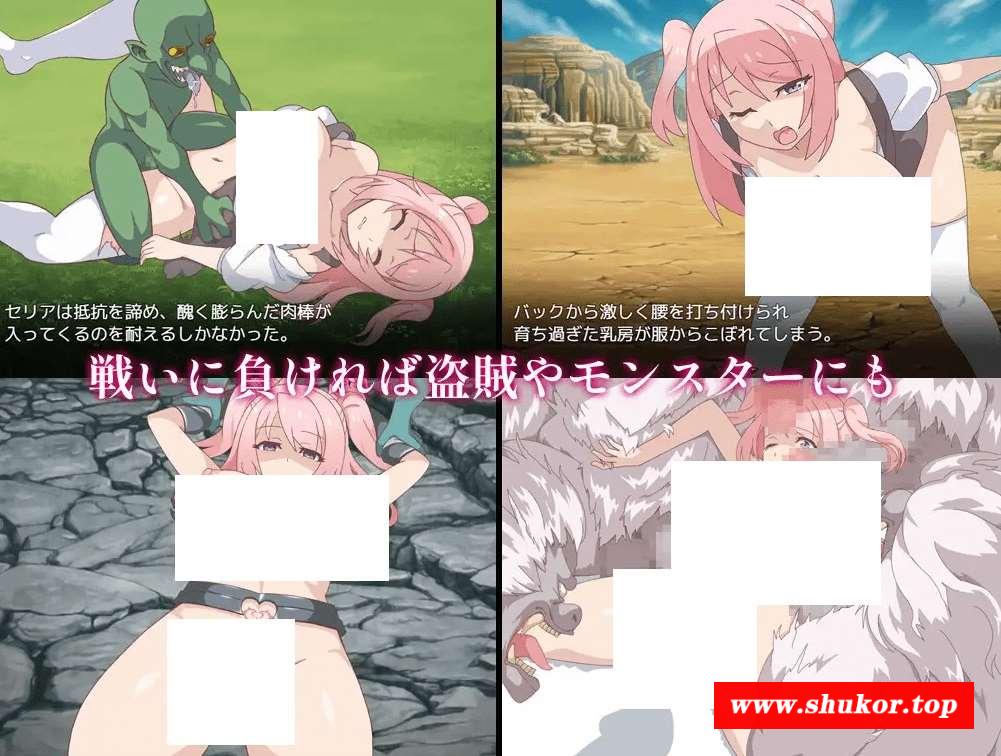 セリアは抵抗を諦め、醜く膨らんだ肉棒が
入ってくるのを耐えるしかなかった。
バックから激しく腰を打ち付けられ
育ち過ぎた乳房が服からこぼれてしまう。
戦いに負ければ盗賊やモンスターにも
www.shukor.top